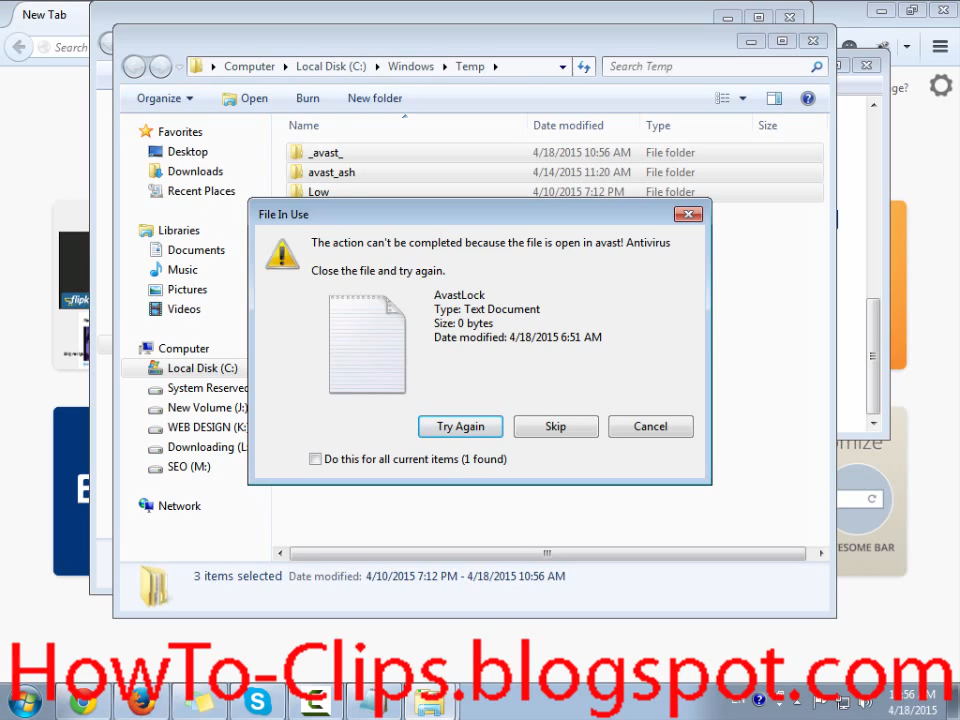 New Tab
Search
Computer
Local Disk (C:)
Windows
Temp
Search Temp
ge?
Organize
Open
Burn
New folder
Name
Date modified
Type
Size
Favorites
Desktop
Downloads
Recent Places
Libraries
Documents
Music
Pictures
Videos
Computer
Local Disk (C:)
System Reserved
New Volume (J:)
WEB DESIGN (K:
Downloading (L:
SEO (M:)
Network
_avast_
4/18/2015 10:56 AM
File folder
avast_ash
4/14/2015 11:20 AM
File folder
Low
4/10/2015 7:12 PM
File folder
File In Use
The action can't be completed because the file is open in avast! Antivirus
Close the file and try again.
AvastLock
Type: Text Document
Size: 0 bytes
Date modified: 4/18/2015 6:51 AM
Try Again
Skip
Cancel
Do this for all current items (1 found)
flipk
omize
ESOME BAR
3 items selected
Date modified: 4/10/2015 7:12 PM - 4/18/2015 10:56 AM
HowTo-Clips.blogspot.com
10:56 AM
4/18/2015